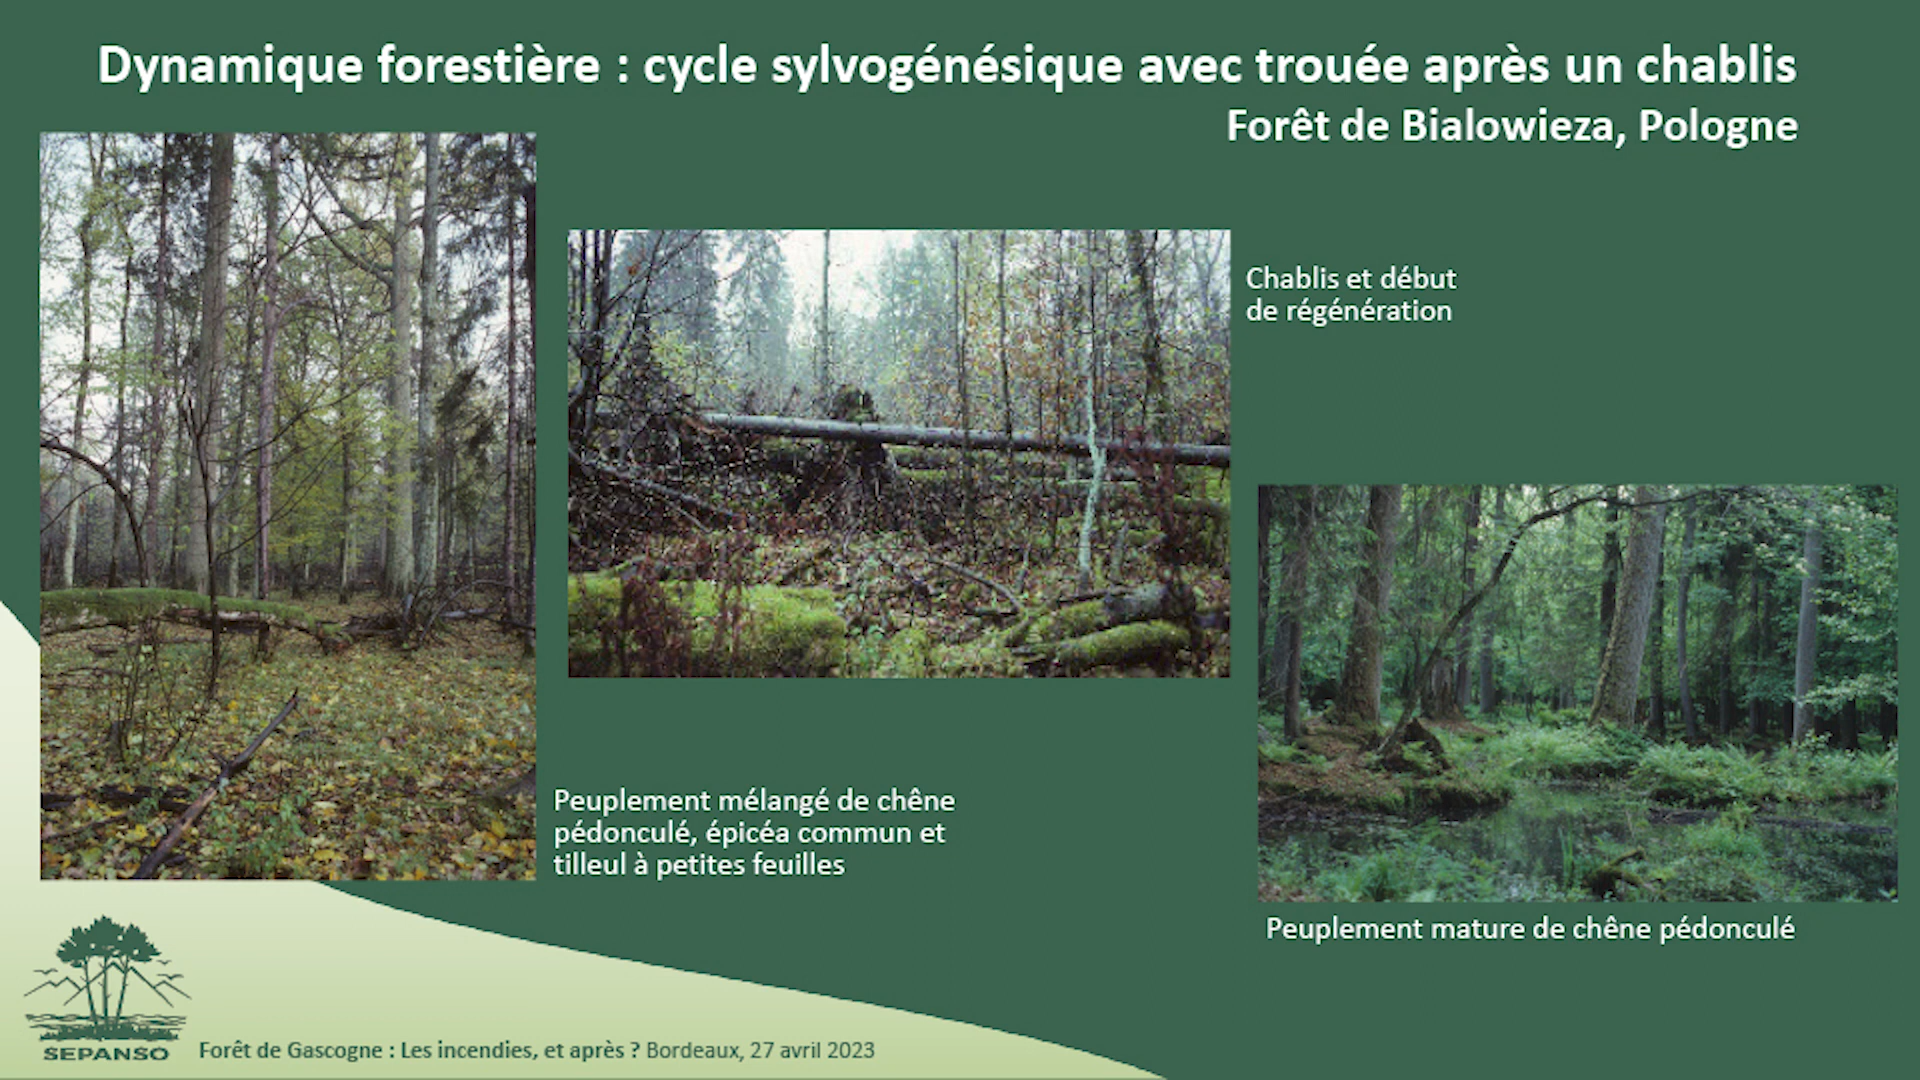 Dynamique forestière : cycle sylvogénésique avec trouée après un chablis
Forêt de Bialowieza, Pologne
Chablis et début
de régénération
Peuplement mélangé de chêne
pédonculé, épicéa commun et
tilleul à petites feuilles
Peuplement mature de chêne pédonculé
SEPANSO
Forêt de Gascogne : Les incendies, et après ? Bordeaux, 27 avril 2023